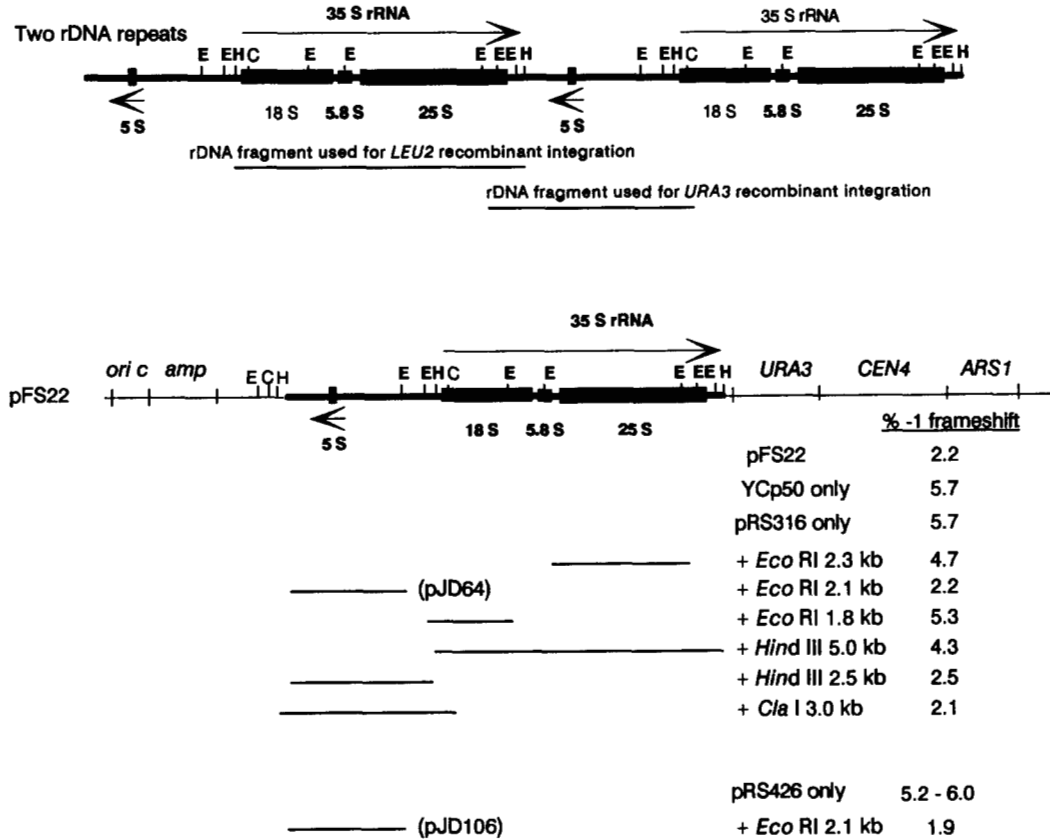 35 S rRNA 35 S rRNA
Two rDNA repeats
E EH C E E E EE H E EH C E E E EE H
18 S 5.8 S 25 S 18 S 5.8 S 25 S
5 S 5 S
rDNA fragment used for LEU2 recombinant integration
rDNA fragment used for URA3 recombinant integration
35 S rRNA
ori c amp E C H E EH C E E E EE H URA3 CEN4 ARS1
pFS22
5 S 18 S 5.8 S 25 S
% -1 frameshift
pFS22 2.2
YCp50 only 5.7
pRS316 only 5.7
+ Eco RI 2.3 kb 4.7
(pJD64) + Eco RI 2.1 kb 2.2
+ Eco RI 1.8 kb 5.3
+ Hind III 5.0 kb 4.3
+ Hind III 2.5 kb 2.5
+ Cla I 3.0 kb 2.1
pRS426 only 5.2 - 6.0
(pJD106) + Eco RI 2.1 kb 1.9